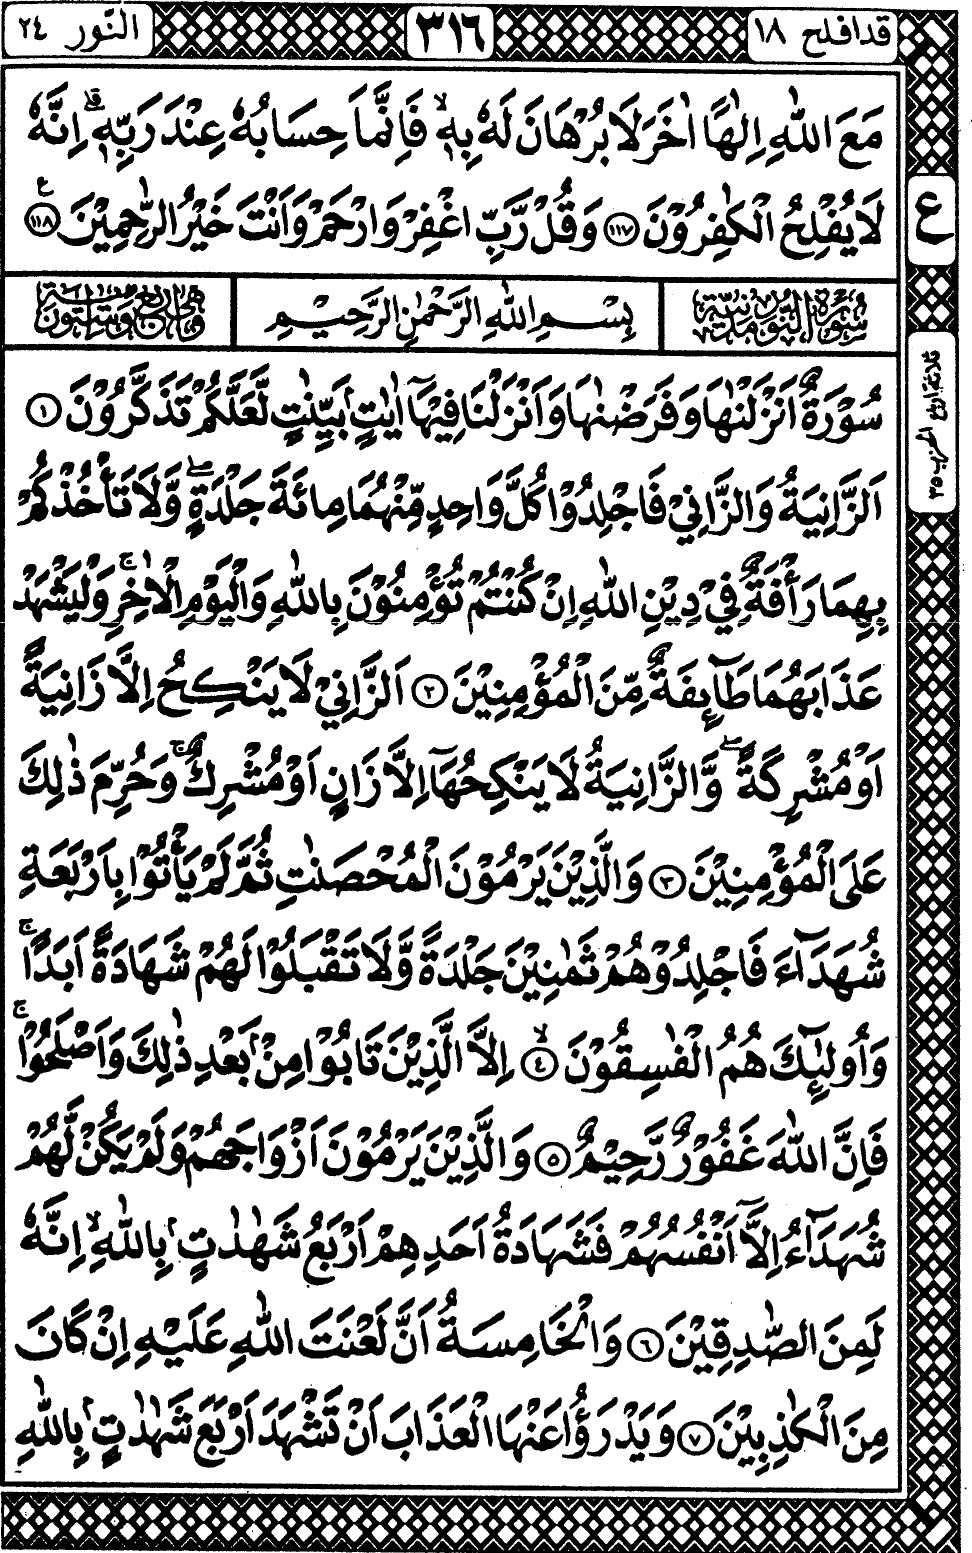 قدافلح ١٨
٣١٦
النّور ٢٤
مَعَ اللّٰهِ اِلٰهًا اٰخَرَ لَا بُرْهَانَ لَهٗ بِهٖۙ فَاِنَّمَا حِسَابُهٗ عِنْدَ رَبِّهٖؕ اِنَّهٗ
لَا يُفْلِحُ الْكٰفِرُوْنَ ﴿١١٧﴾ وَقُلْ رَّبِّ اغْفِرْ وَارْحَمْ وَاَنْتَ خَيْرُ الرّٰحِمِيْنَ ﴿١١٨﴾
ع
بِسْمِ اللّٰهِ الرَّحْمٰنِ الرَّحِيْمِ
سُوْرَةٌ اَنْزَلْنٰهَا وَفَرَضْنٰهَا وَاَنْزَلْنَا فِيْهَاۤ اٰيٰتٍۭ بَيِّنٰتٍ لَّعَلَّكُمْ تَذَكَّرُوْنَ ﴿١﴾
اَلزَّانِيَةُ وَالزَّانِيْ فَاجْلِدُوْا كُلَّ وَاحِدٍ مِّنْهُمَا مِائَةَ جَلْدَةٍ۪ وَّلَا تَاْخُذْكُمْ
بِهِمَا رَاْفَةٌ فِيْ دِيْنِ اللّٰهِ اِنْ كُنْتُمْ تُؤْمِنُوْنَ بِاللّٰهِ وَالْيَوْمِ الْاٰخِرِۚ وَلْيَشْهَدْ
عَذَابَهُمَا طَآئِفَةٌ مِّنَ الْمُؤْمِنِيْنَ ﴿٢﴾ اَلزَّانِيْ لَا يَنْكِحُ اِلَّا زَانِيَةً
اَوْ مُشْرِكَةً۫ وَّالزَّانِيَةُ لَا يَنْكِحُهَاۤ اِلَّا زَانٍ اَوْ مُشْرِكٌۚ وَحُرِّمَ ذٰلِكَ
عَلَى الْمُؤْمِنِيْنَ ﴿٣﴾ وَالَّذِيْنَ يَرْمُوْنَ الْمُحْصَنٰتِ ثُمَّ لَمْ يَاْتُوْا بِاَرْبَعَةِ
شُهَدَآءَ فَاجْلِدُوْهُمْ ثَمٰنِيْنَ جَلْدَةً وَّلَا تَقْبَلُوْا لَهُمْ شَهَادَةً اَبَدًاۚ
وَاُولٰٓئِكَ هُمُ الْفٰسِقُوْنَۙ ﴿٤﴾ اِلَّا الَّذِيْنَ تَابُوْا مِنْۢ بَعْدِ ذٰلِكَ وَاَصْلَحُوْاۚ
فَاِنَّ اللّٰهَ غَفُوْرٌ رَّحِيْمٌ ﴿٥﴾ وَالَّذِيْنَ يَرْمُوْنَ اَزْوَاجَهُمْ وَلَمْ يَكُنْ لَّهُمْ
شُهَدَآءُ اِلَّاۤ اَنْفُسُهُمْ فَشَهَادَةُ اَحَدِهِمْ اَرْبَعُ شَهٰدٰتٍۭ بِاللّٰهِۙ اِنَّهٗ
لَمِنَ الصّٰدِقِيْنَ ﴿٦﴾ وَالْخَامِسَةُ اَنَّ لَعْنَتَ اللّٰهِ عَلَيْهِ اِنْ كَانَ
مِنَ الْكٰذِبِيْنَ ﴿٧﴾ وَيَدْرَؤُا عَنْهَا الْعَذَابَ اَنْ تَشْهَدَ اَرْبَعَ شَهٰدٰتٍۭ بِاللّٰهِ